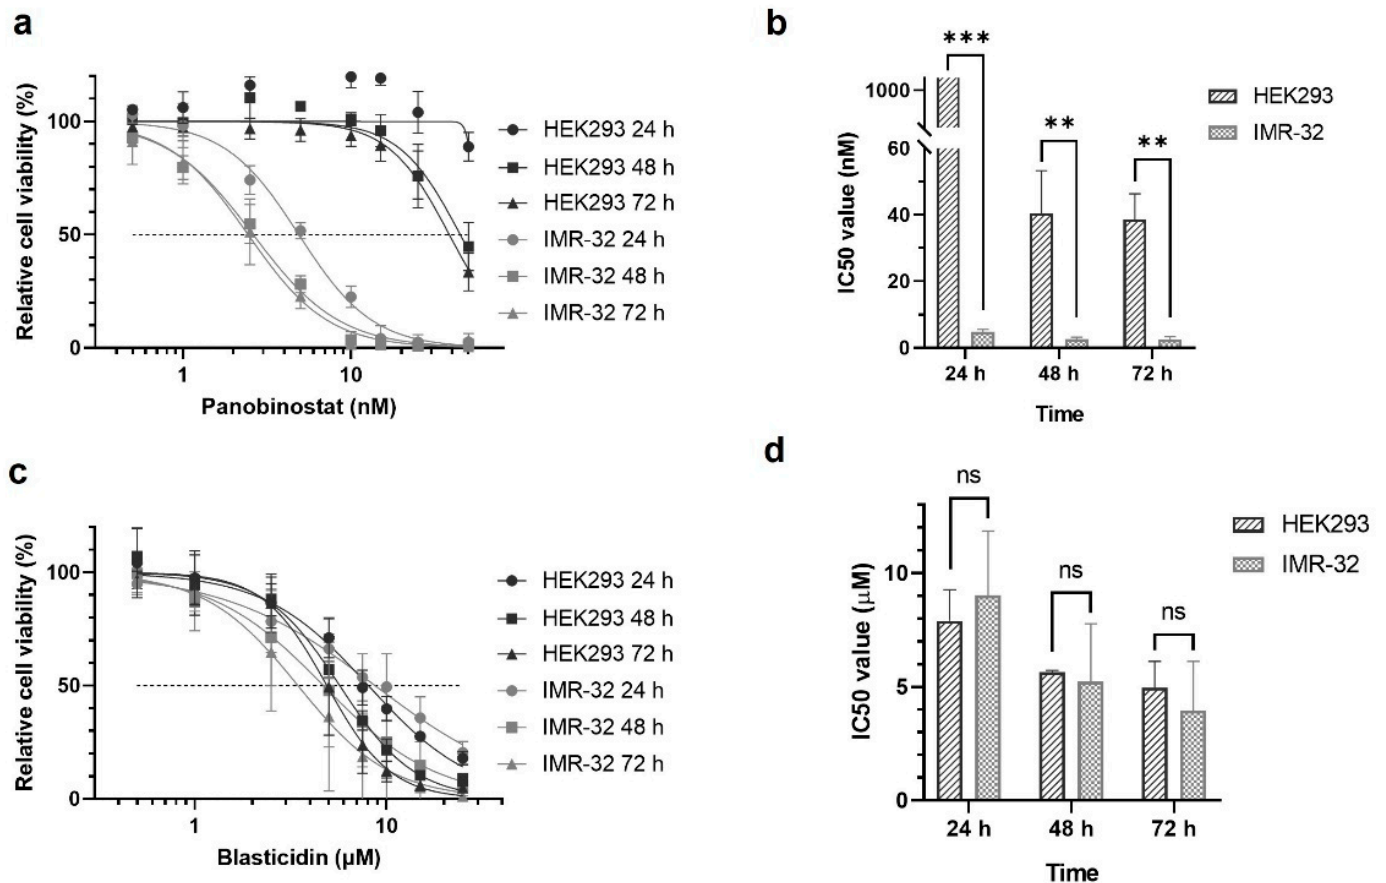 a
Relative cell viability (%)
100
50
0
1
10
Panobinostat (nM)
HEK293 24 h
HEK293 48 h
HEK293 72 h
IMR-32 24 h
IMR-32 48 h
IMR-32 72 h
b
IC50 value (nM)
1000
60
40
20
0
***
**
**
24 h
48 h
72 h
Time
HEK293
IMR-32
c
Relative cell viability (%)
100
50
0
1
10
Blasticidin (µM)
HEK293 24 h
HEK293 48 h
HEK293 72 h
IMR-32 24 h
IMR-32 48 h
IMR-32 72 h
d
IC50 value (µM)
10
5
0
ns
ns
ns
24 h
48 h
72 h
Time
HEK293
IMR-32